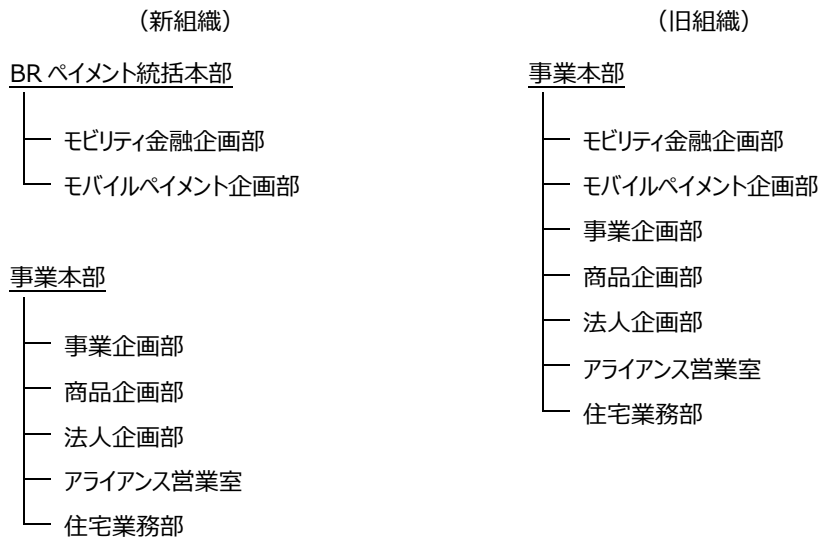 （新組織）
BR ペイメント統括本部
モビリティ金融企画部
モバイルペイメント企画部
事業本部
事業企画部
商品企画部
法人企画部
アライアンス営業室
住宅業務部
（旧組織）
事業本部
モビリティ金融企画部
モバイルペイメント企画部
事業企画部
商品企画部
法人企画部
アライアンス営業室
住宅業務部